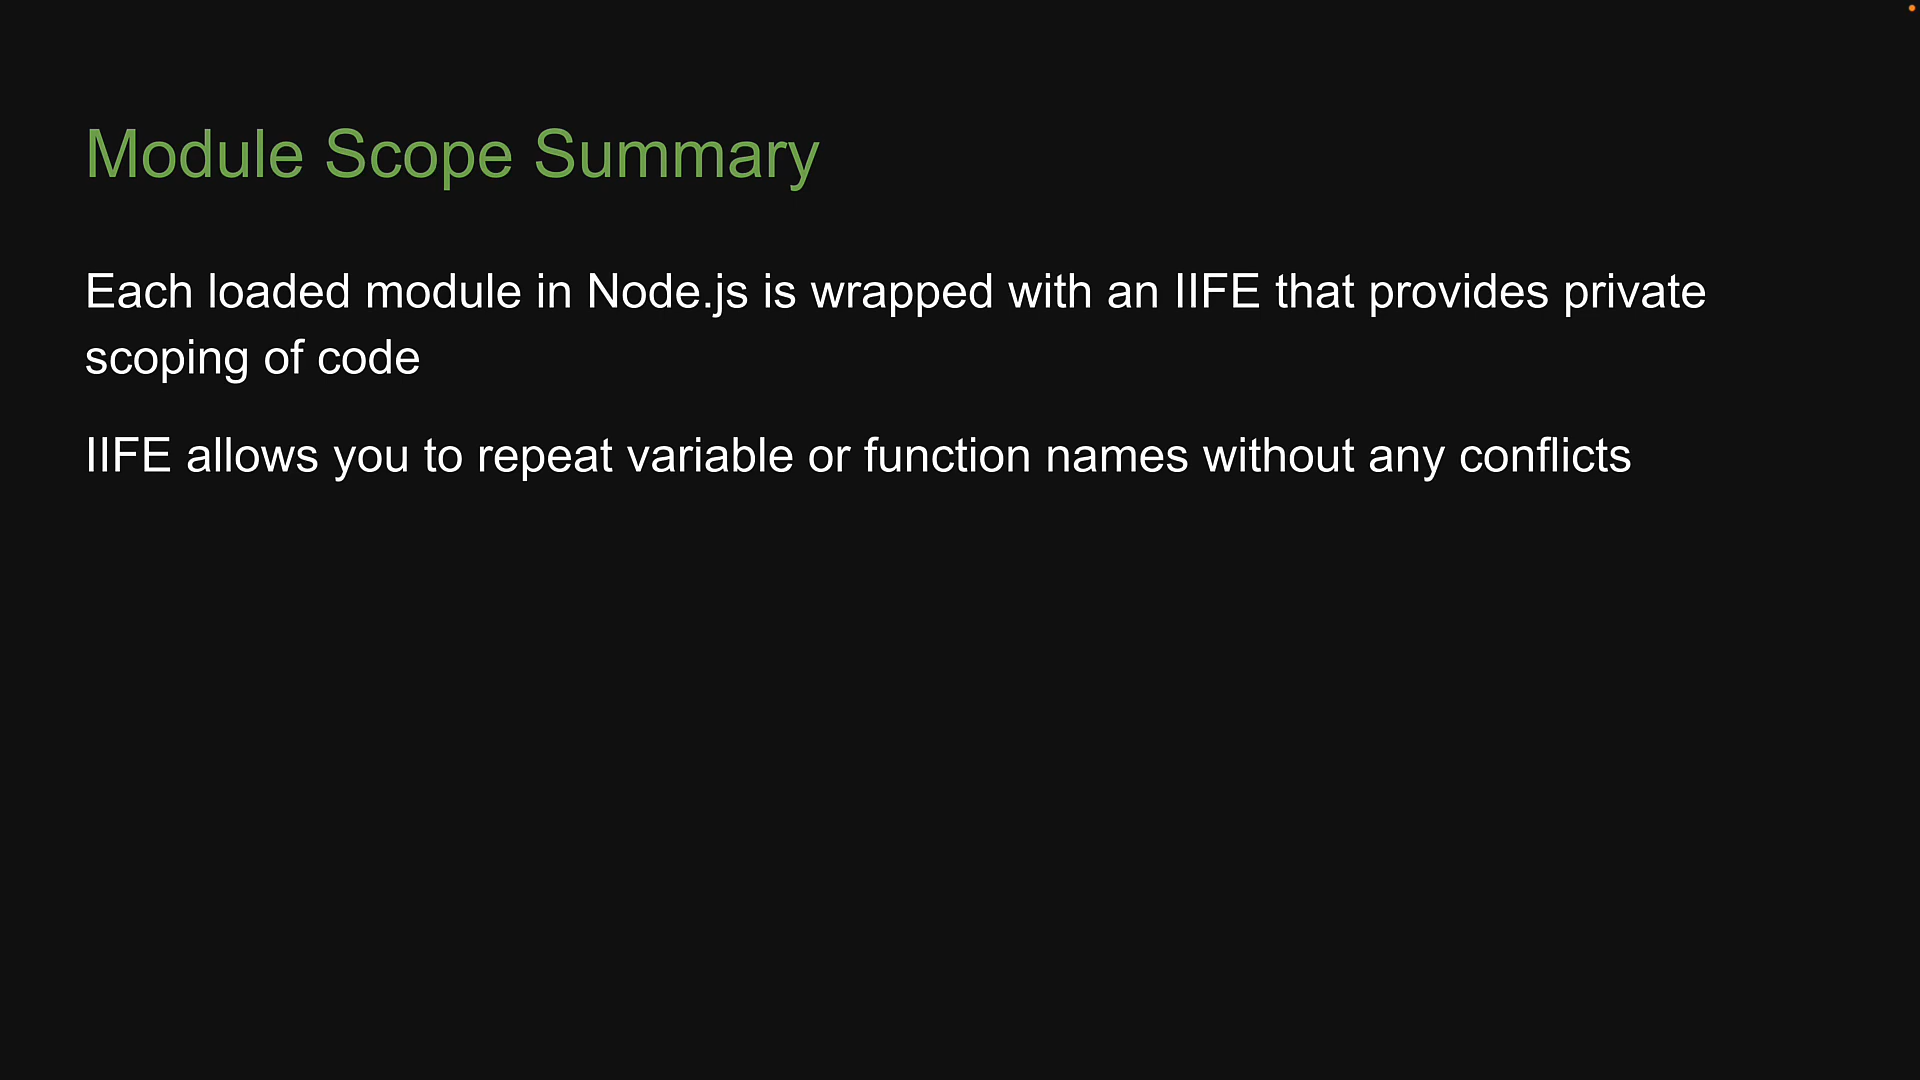 Module Scope Summary
Each loaded module in Node.js is wrapped with an IIFE that provides private
scoping of code
IIFE allows you to repeat variable or function names without any conflicts